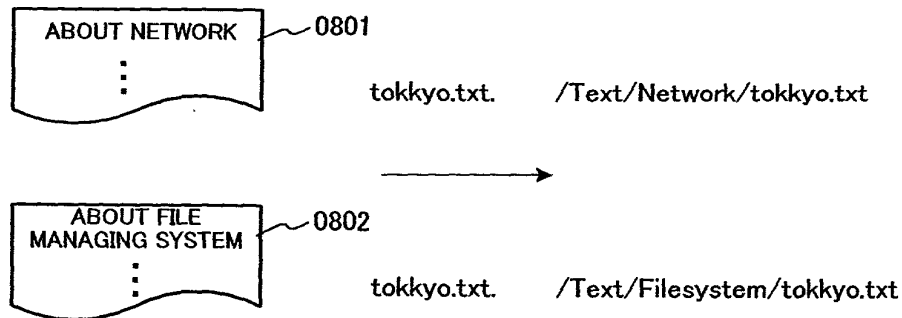 ABOUT NETWORK
0801
tokkyo.txt. /Text/Network/tokkyo.txt
ABOUT FILE
MANAGING SYSTEM
0802
tokkyo.txt. /Text/Filesystem/tokkyo.txt